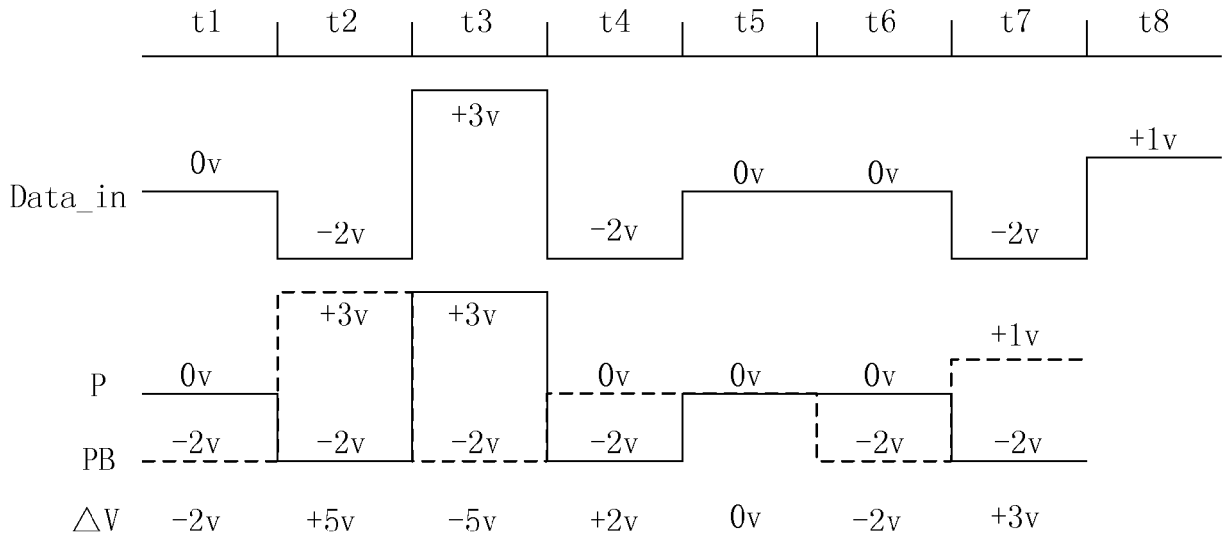 t1 t2 t3 t4 t5 t6 t7 t8
+3v
+1v
0v 0v 0v
Data_in
-2v -2v -2v
+3v +3v
+1v
P 0v 0v 0v 0v
PB -2v -2v -2v -2v -2v -2v
△V -2v +5v -5v +2v 0v -2v +3v